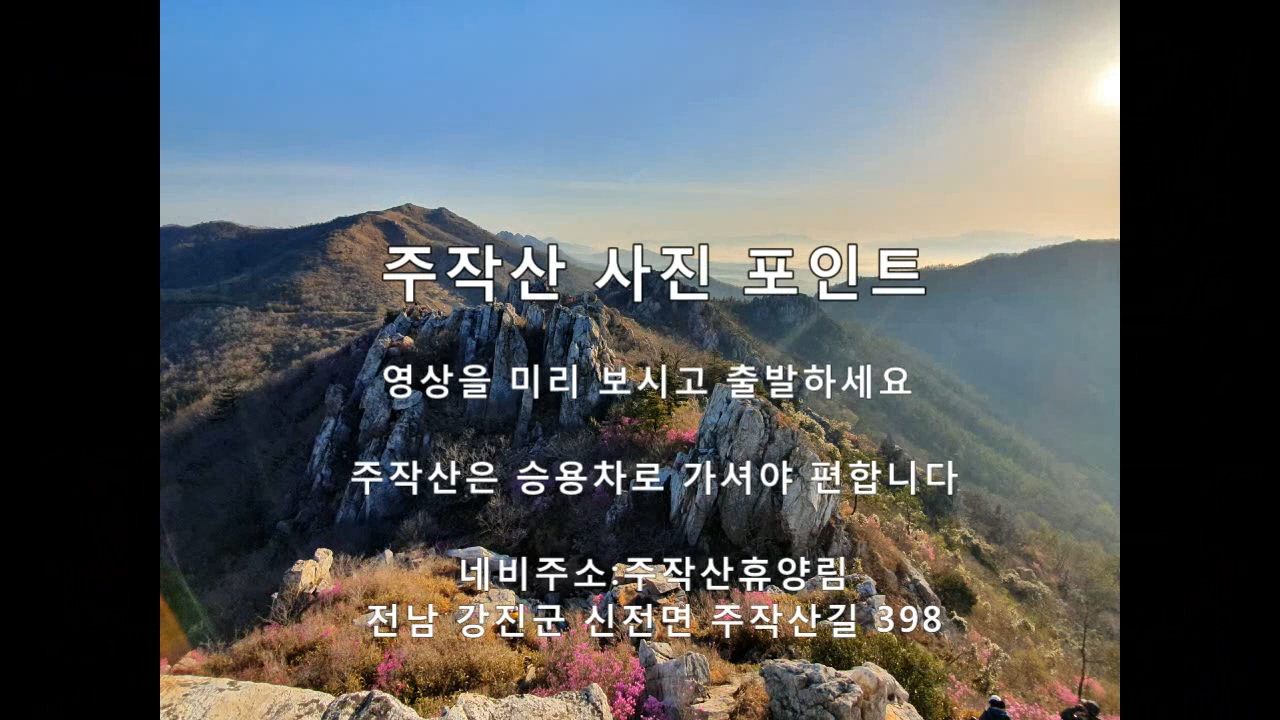 주작산 사진 포인트
영상을 미리 보시고 출발하세요
주작산은 승용차로 가셔야 편합니다
네비주소:주작산휴양림
전남 강진군 신전면 주작산길 398